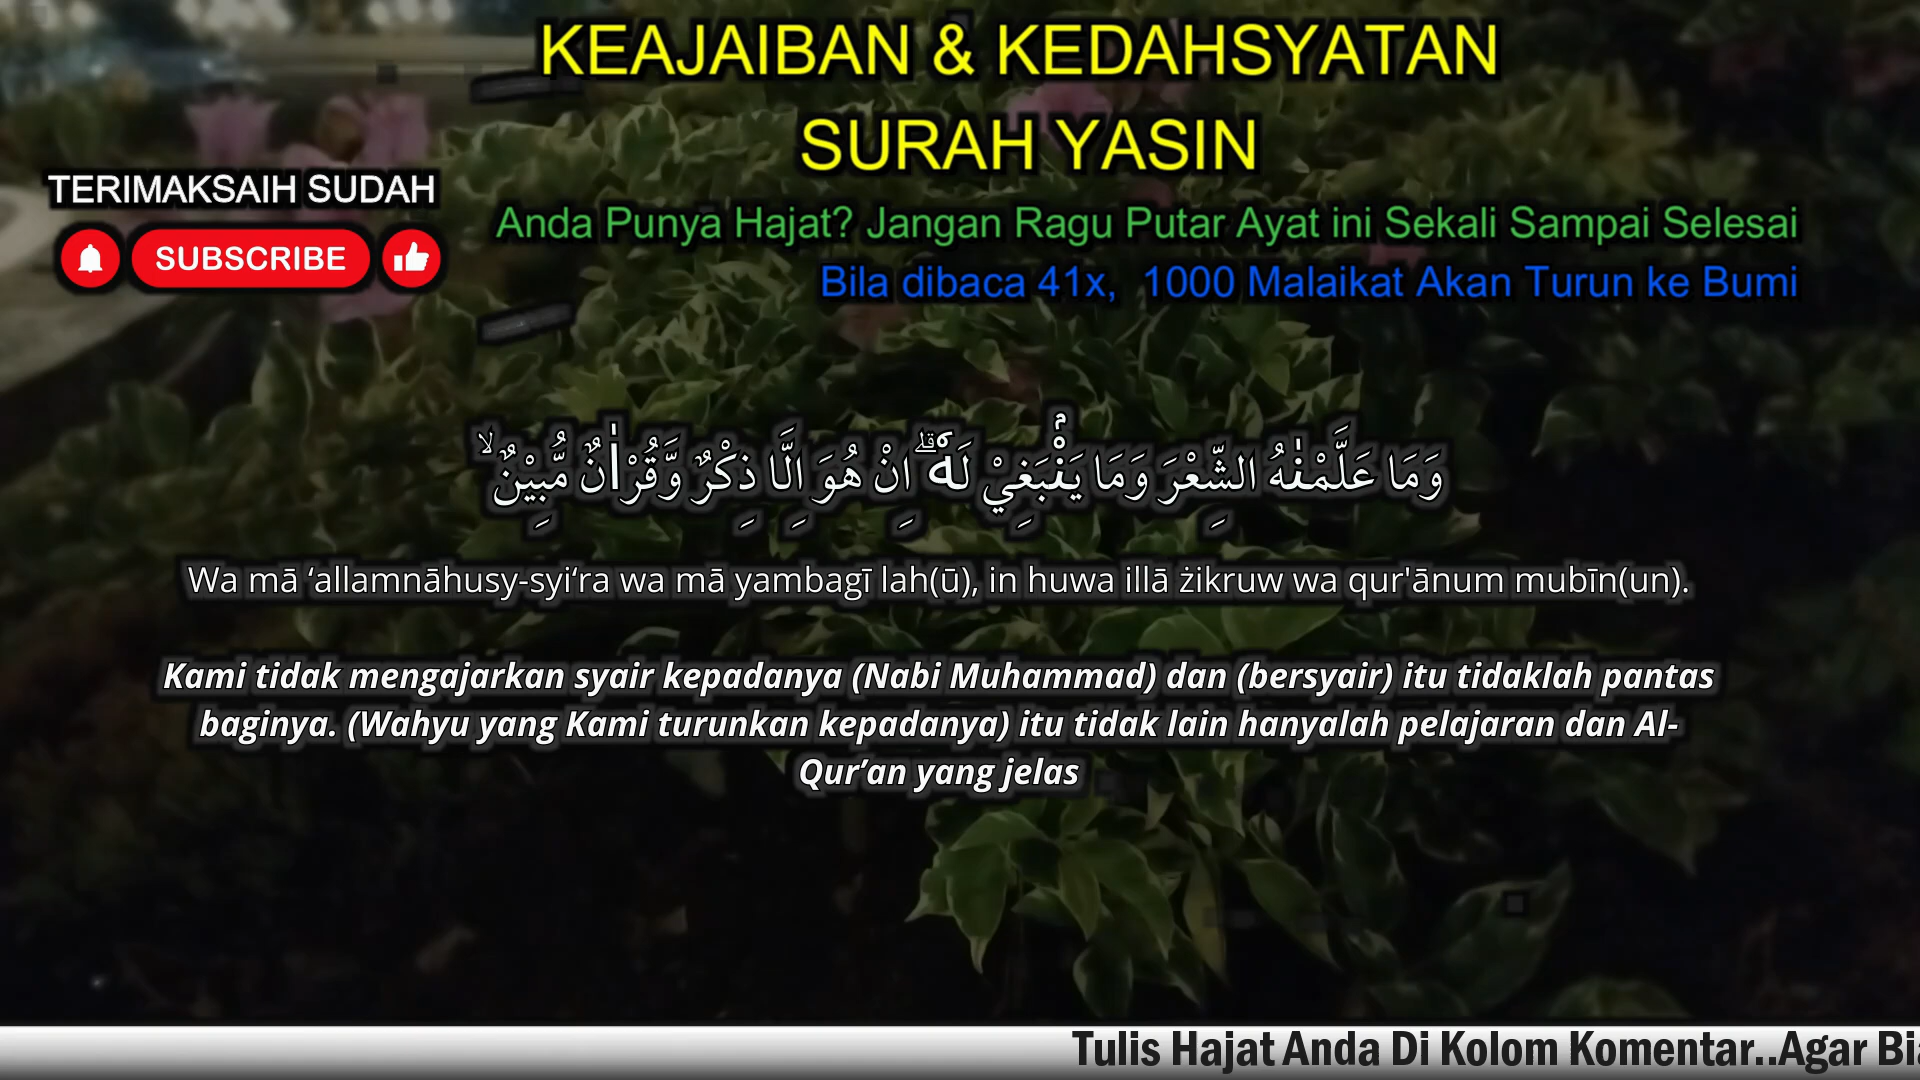 KEAJAIBAN & KEDAHSYATAN
SURAH YASIN
TERIMAKSAIH SUDAH
SUBSCRIBE
Anda Punya Hajat? Jangan Ragu Putar Ayat ini Sekali Sampai Selesai
Bila dibaca 41x, 1000 Malaikat Akan Turun ke Bumi
وَمَا عَلَّمْنٰهُ الشِّعْرَ وَمَا يَنْۢبَغِيْ لَهٗ ۗاِنْ هُوَ اِلَّا ذِكْرٌ وَّقُرْاٰنٌ مُّبِيْنٌ ۙ
Wa mā ‘allamnāhusy-syi‘ra wa mā yambagī lah(ū), in huwa illā żikruw wa qur'ānum mubīn(un).
Kami tidak mengajarkan syair kepadanya (Nabi Muhammad) dan (bersyair) itu tidaklah pantas
baginya. (Wahyu yang Kami turunkan kepadanya) itu tidak lain hanyalah pelajaran dan Al-
Qur’an yang jelas
Tulis Hajat Anda Di Kolom Komentar..Agar